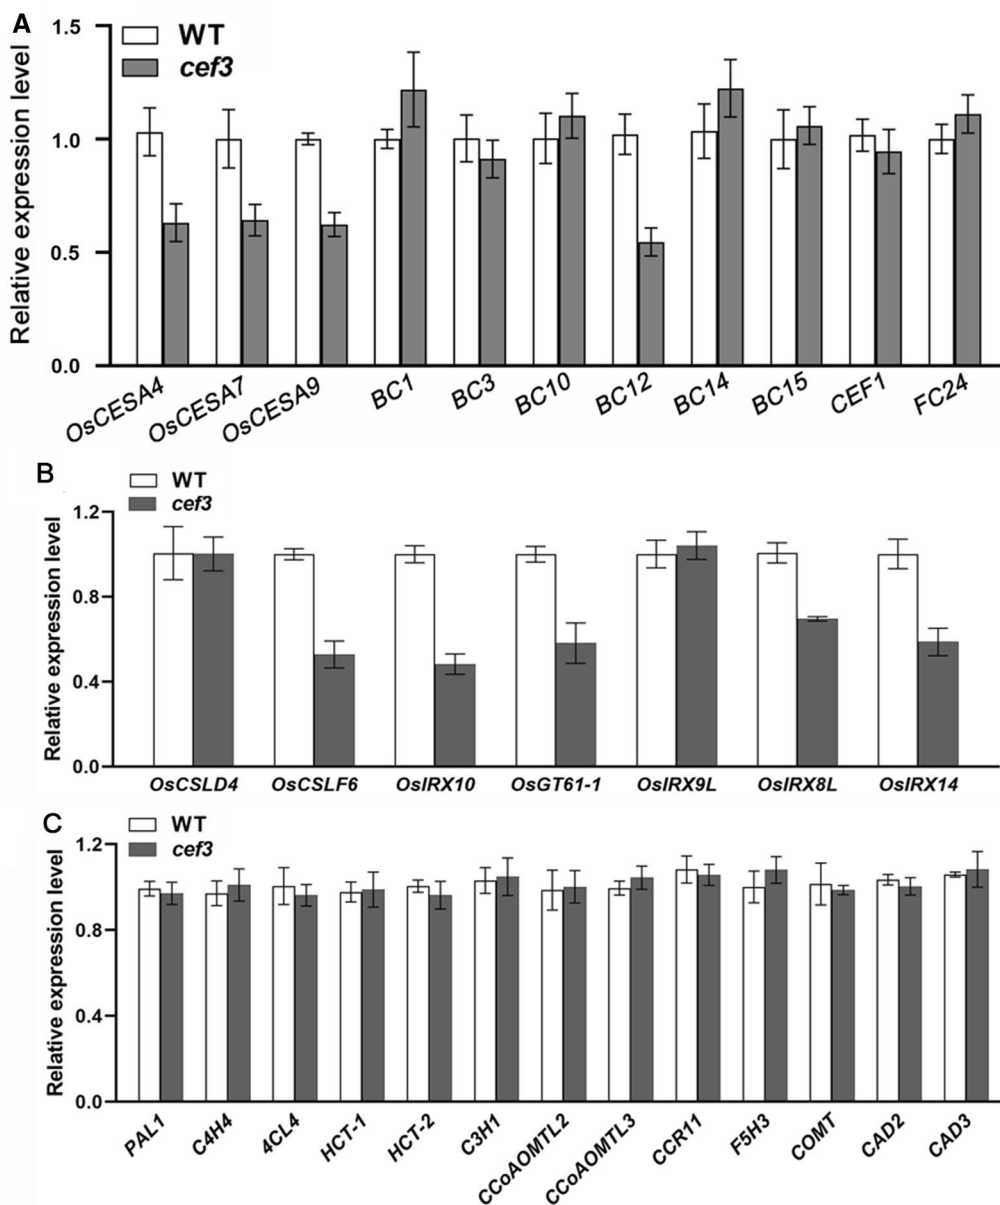 A
WT
cef3
Relative expression level
1.5
1.0
0.5
0.0
OsCESA4 OsCESA7 OsCESA9 BC1 BC3 BC10 BC12 BC14 BC15 CEF1 FC24
B
WT
cef3
Relative expression level
1.2
0.8
0.4
0.0
OsCSLD4 OsCSLF6 OsIRX10 OsGT61-1 OsIRX9L OsIRX8L OsIRX14
C
WT
cef3
Relative expression level
1.2
0.8
0.4
0.0
PAL1 C4H4 4CL4 HCT-1 HCT-2 C3H1 CCoAOMTL2 CCoAOMTL3 CCR11 F5H3 COMT CAD2 CAD3